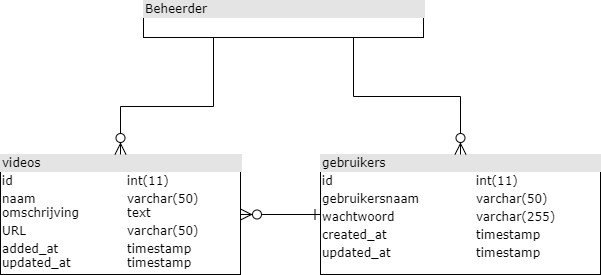 Beheerder
videos
id int(11)
naam varchar(50)
omschrijving text
URL varchar(50)
added_at timestamp
updated_at timestamp
gebruikers
id int(11)
gebruikersnaam varchar(50)
wachtwoord varchar(255)
created_at timestamp
updated_at timestamp